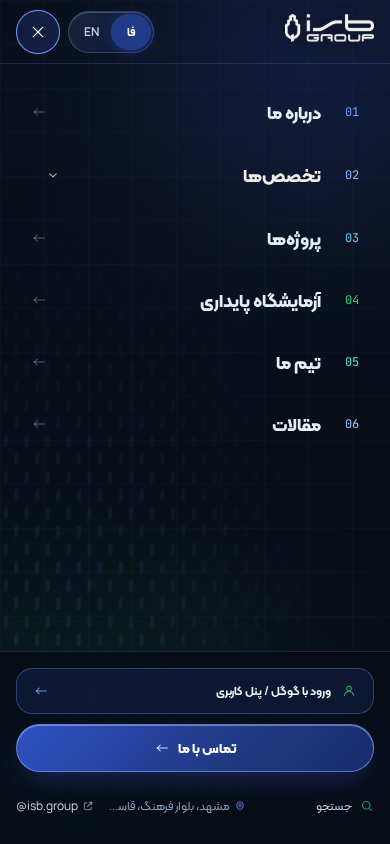 isb GROUP
فا
EN
01 درباره ما
02 تخصص‌ها
03 پروژه‌ها
04 آزمایشگاه پایداری
05 تیم ما
06 مقالات
ورود با گوگل / پنل کاربری
تماس با ما
جستجو
مشهد، بلوار فرهنگ، قاسـ...
@isb.group